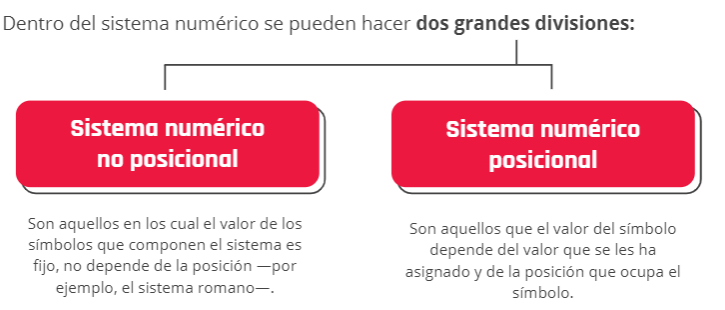 Dentro del sistema numérico se pueden hacer dos grandes divisiones:
Sistema numérico
no posicional
Son aquellos en los cual el valor de los
símbolos que componen el sistema es
fijo, no depende de la posición —por
ejemplo, el sistema romano—.
Sistema numérico
posicional
Son aquellos que el valor del símbolo
depende del valor que se les ha
asignado y de la posición que ocupa el
símbolo.